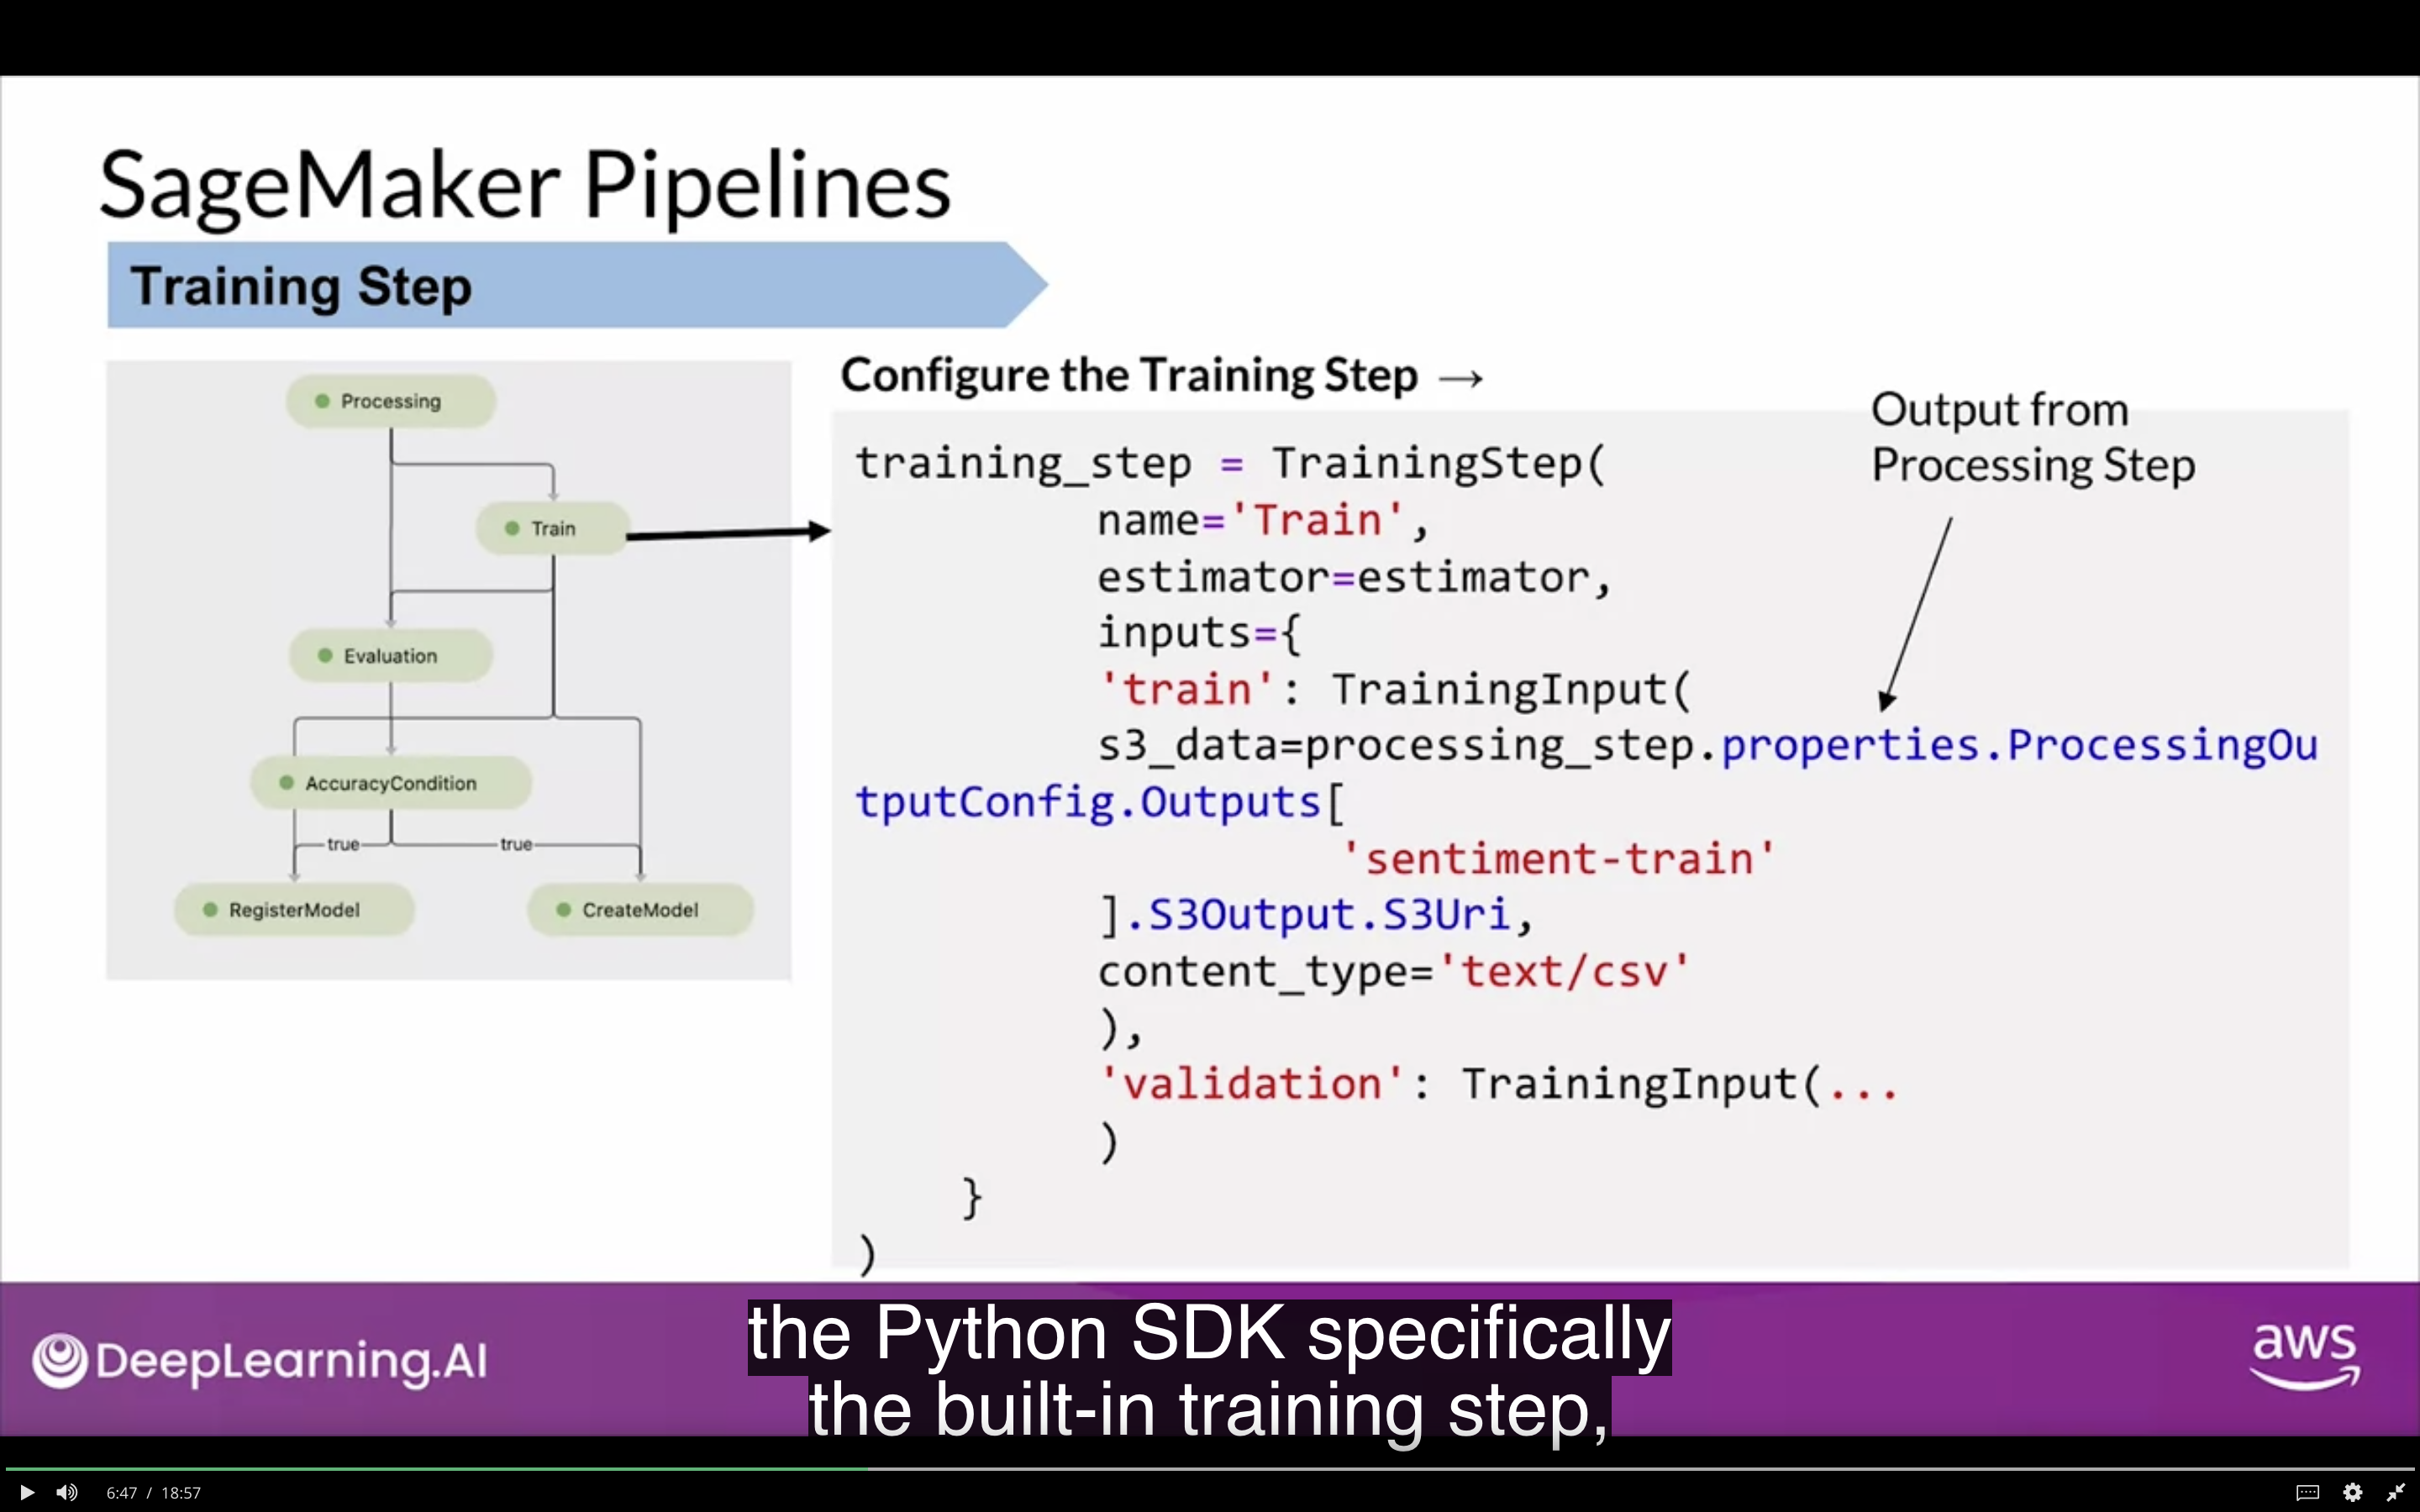 SageMaker Pipelines
Training Step
Processing
Train
Evaluation
AccuracyCondition
true
true
RegisterModel
CreateModel
Configure the Training Step →
Output from
Processing Step
training_step = TrainingStep(
name='Train',
estimator=estimator,
inputs={
'train': TrainingInput(
s3_data=processing_step.properties.ProcessingOu
tputConfig.Outputs[
'sentiment-train'
].S3Output.S3Uri,
content_type='text/csv'
),
'validation': TrainingInput(...
)
}
)
DeepLearning.AI
the Python SDK specifically
the built-in training step,
aws
6:47 / 18:57